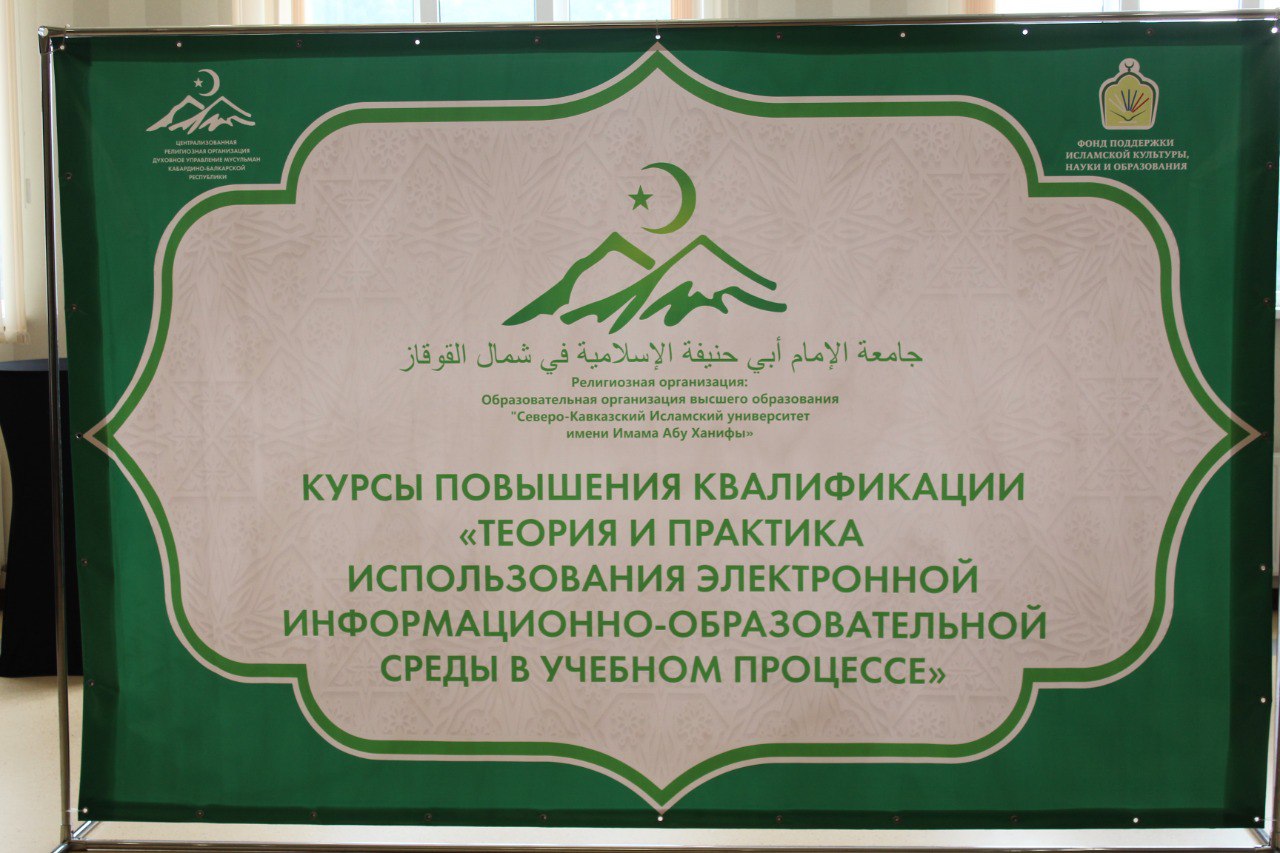 ЦЕНТРАЛИЗОВАННАЯ
РЕЛИГИОЗНАЯ ОРГАНИЗАЦИЯ
ДУХОВНОЕ УПРАВЛЕНИЕ МУСУЛЬМАН
КАБАРДИНО-БАЛКАРСКОЙ
РЕСПУБЛИКИ
ФОНД ПОДДЕРЖКИ
ИСЛАМСКОЙ КУЛЬТУРЫ,
НАУКИ И ОБРАЗОВАНИЯ
جامعة الإمام أبي حنيفة الإسلامية في شمال القوقاز
Религиозная организация:
Образовательная организация высшего образования
"Северо-Кавказский Исламский университет
имени Имама Абу Ханифы»
КУРСЫ ПОВЫШЕНИЯ КВАЛИФИКАЦИИ
«ТЕОРИЯ И ПРАКТИКА
ИСПОЛЬЗОВАНИЯ ЭЛЕКТРОННОЙ
ИНФОРМАЦИОННО-ОБРАЗОВАТЕЛЬНОЙ
СРЕДЫ В УЧЕБНОМ ПРОЦЕССЕ»